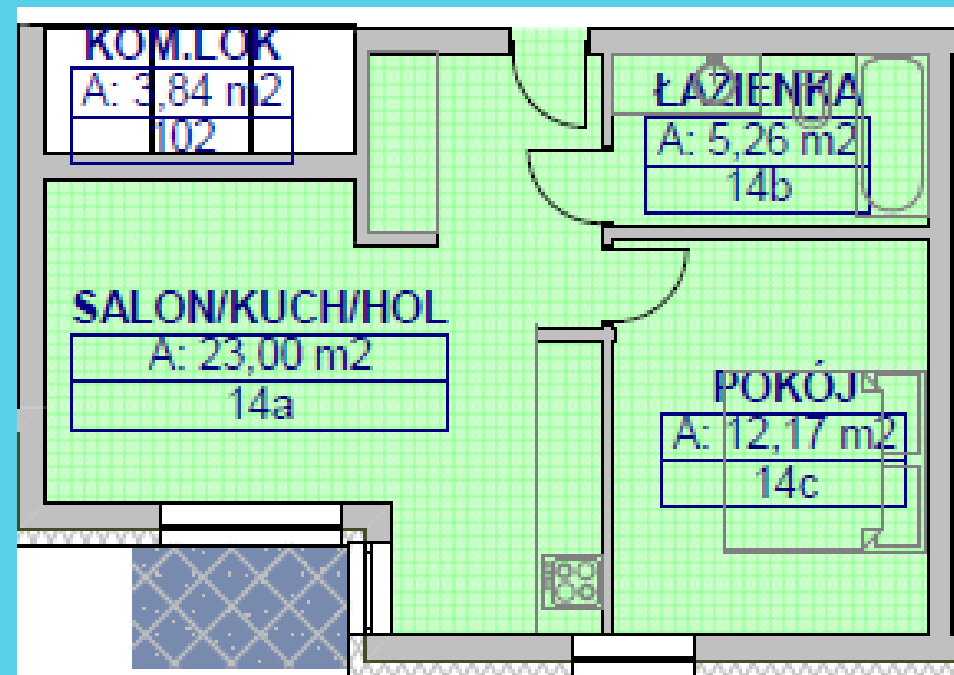 KOM.LOK
A: 3,84 m2
102
ŁAZIENKA
A: 5,26 m2
14b
SALON/KUCH/HOL
A: 23,00 m2
14a
POKÓJ
A: 12,17 m2
14c